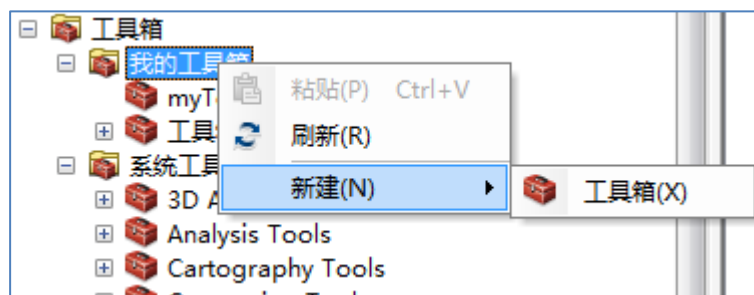 工具箱
我的工具箱
myT
粘贴(P) Ctrl+V
工具
刷新(R)
系统工具
新建(N)
工具箱(X)
3D A
Analysis Tools
Cartography Tools